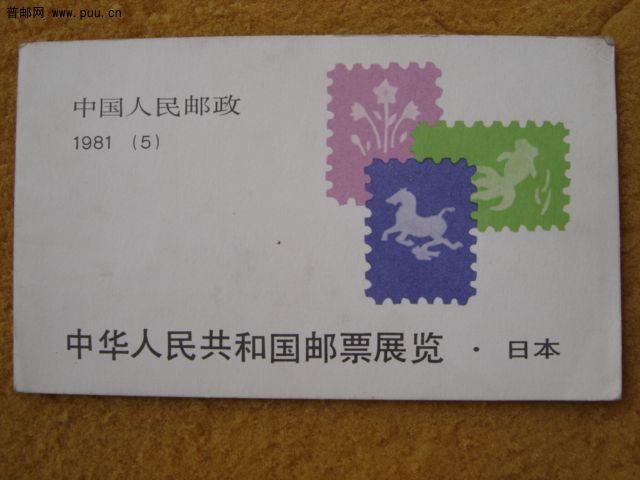 普邮网 www.puu.cn
中国人民邮政
1981 (5)
中华人民共和国邮票展览 · 日本